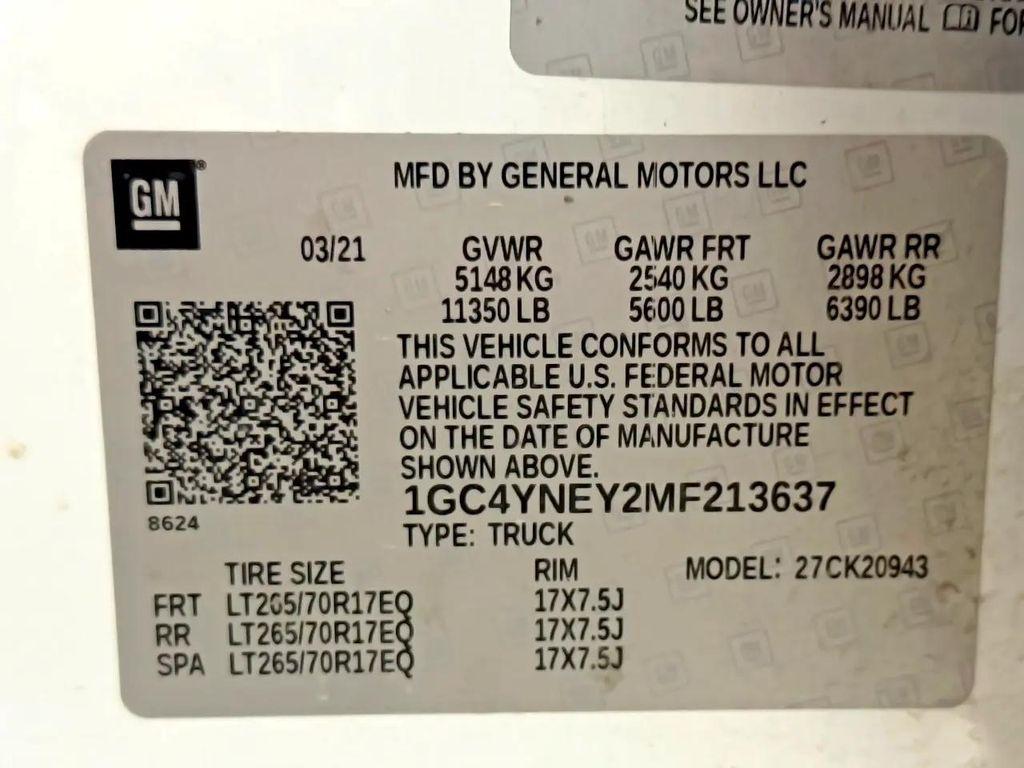 SEE OWNER'S MANUAL FOR
GM
®
MFD BY GENERAL MOTORS LLC
03/21 GVWR GAWR FRT GAWR RR
5148 KG 2540 KG 2898 KG
11350 LB 5600 LB 6390 LB
THIS VEHICLE CONFORMS TO ALL
APPLICABLE U.S. FEDERAL MOTOR
VEHICLE SAFETY STANDARDS IN EFFECT
ON THE DATE OF MANUFACTURE
SHOWN ABOVE.
1GC4YNEY2MF213637
8624
TYPE: TRUCK
TIRE SIZE RIM MODEL: 27CK20943
FRT LT265/70R17EQ 17X7.5J
RR LT265/70R17EQ 17X7.5J
SPA LT265/70R17EQ 17X7.5J